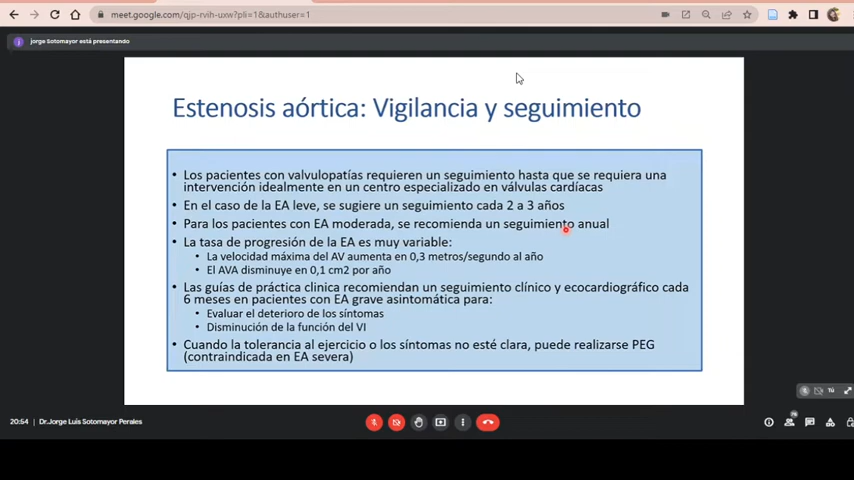 meet.google.com/qjp-rvih-uxw?pli=1&authuser=1
jorge Sotomayor está presentando
Estenosis aórtica: Vigilancia y seguimiento
• Los pacientes con valvulopatías requieren un seguimiento hasta que se requiera una
intervención idealmente en un centro especializado en válvulas cardíacas
• En el caso de la EA leve, se sugiere un seguimiento cada 2 a 3 años
• Para los pacientes con EA moderada, se recomienda un seguimiento anual
• La tasa de progresión de la EA es muy variable:
• La velocidad máxima del AV aumenta en 0,3 metros/segundo al año
• El AVA disminuye en 0,1 cm2 por año
• Las guías de práctica clinica recomiendan un seguimiento clínico y ecocardiográfico cada
6 meses en pacientes con EA grave asintomática para:
• Evaluar el deterioro de los síntomas
• Disminución de la función del VI
• Cuando la tolerancia al ejercicio o los síntomas no esté clara, puede realizarse PEG
(contraindicada en EA severa)
Tú
20:54 | Dr.Jorge Luis Sotomayor Perales